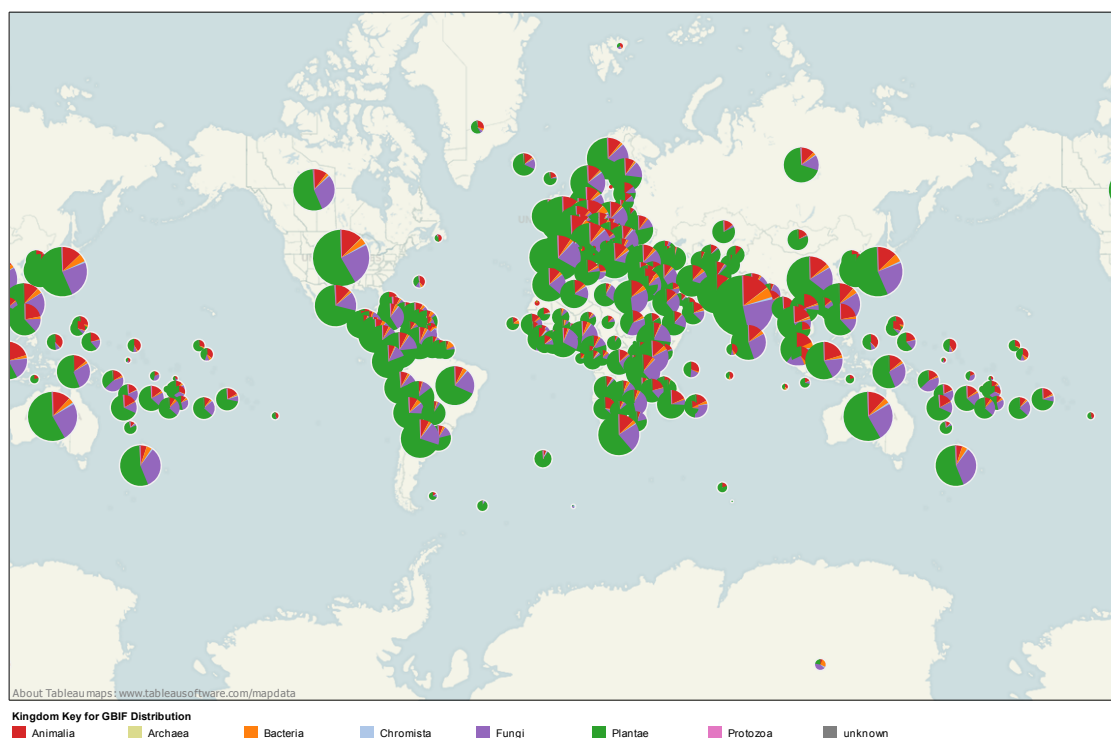 About Tableau maps: www.tableausoftware.com/mapdata
Kingdom Key for GBIF Distribution
Animalia Archaea Bacteria Chromista Fungi Plantae Protozoa unknown